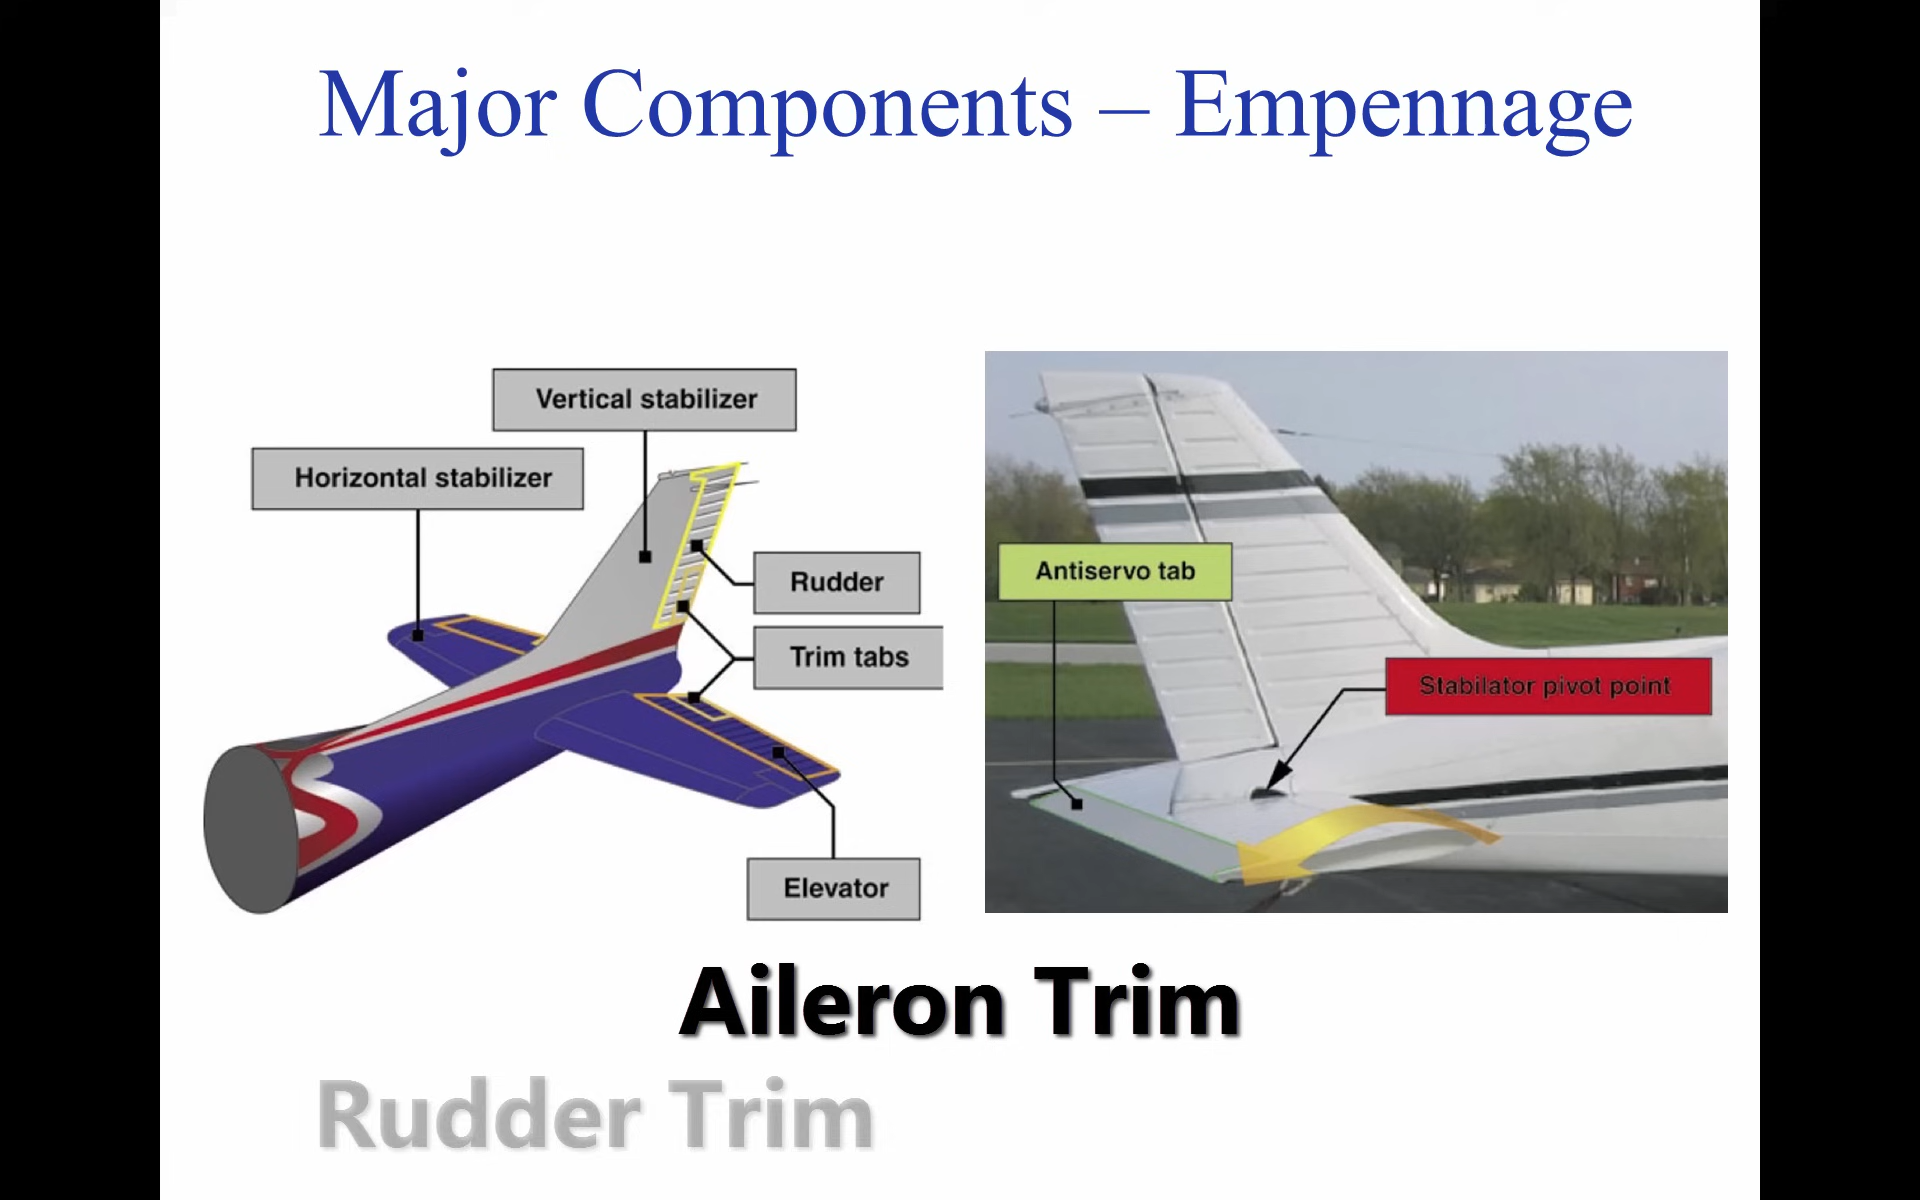 Major Components – Empennage
Vertical stabilizer
Horizontal stabilizer
Rudder
Trim tabs
Elevator
Antiservo tab
Stabilator pivot point
Aileron Trim
Rudder Trim